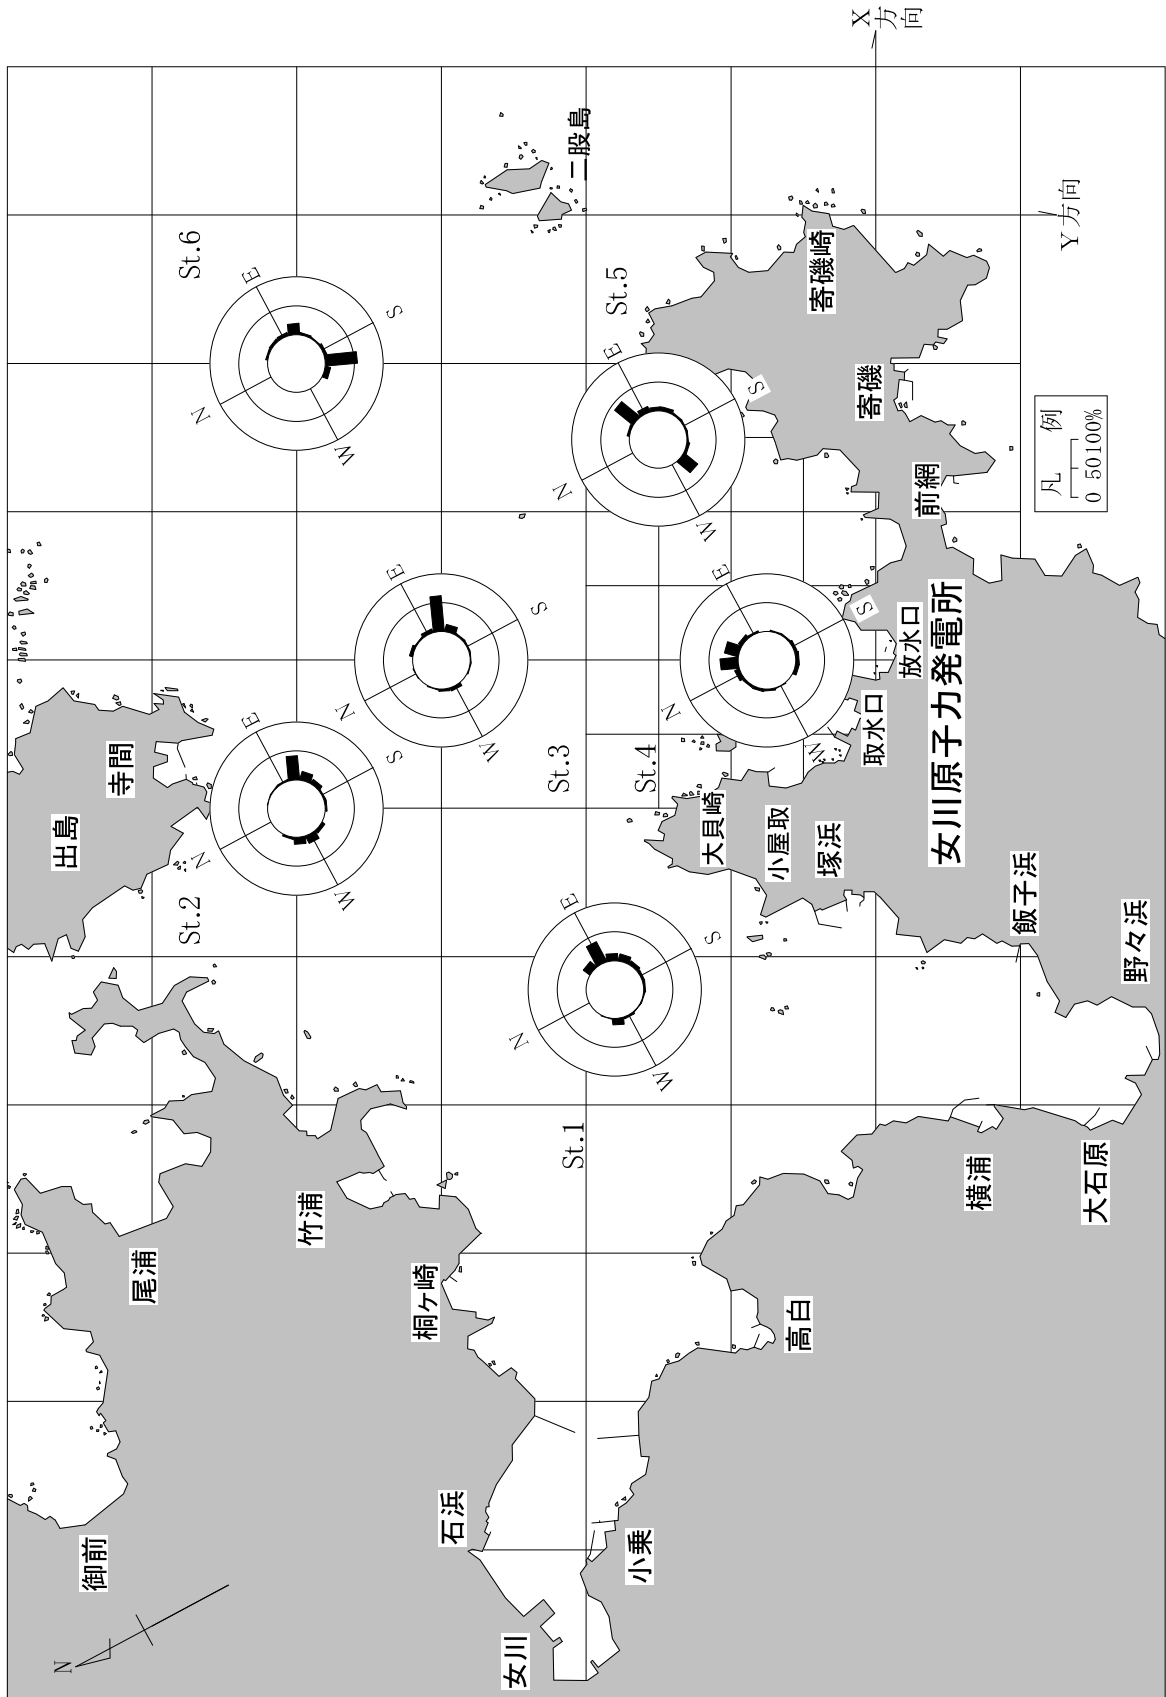 X
方向
二股島
Y方向
St.6
E
S
N
W
St.5
E
S
N
W
寄磯崎
寄磯
凡 例
0 50100%
前網
E
S
N
W
St.3
E
S
N
W
St.4
放水口
取水口
女川原子力発電所
出島
寺間
E
S
N
W
St.2
大貝崎
小屋取
塚浜
飯子浜
野々浜
E
S
N
W
St.1
竹浦
尾浦
桐ヶ崎
高白
横浦
大石原
石浜
小乗
女川
御前
N